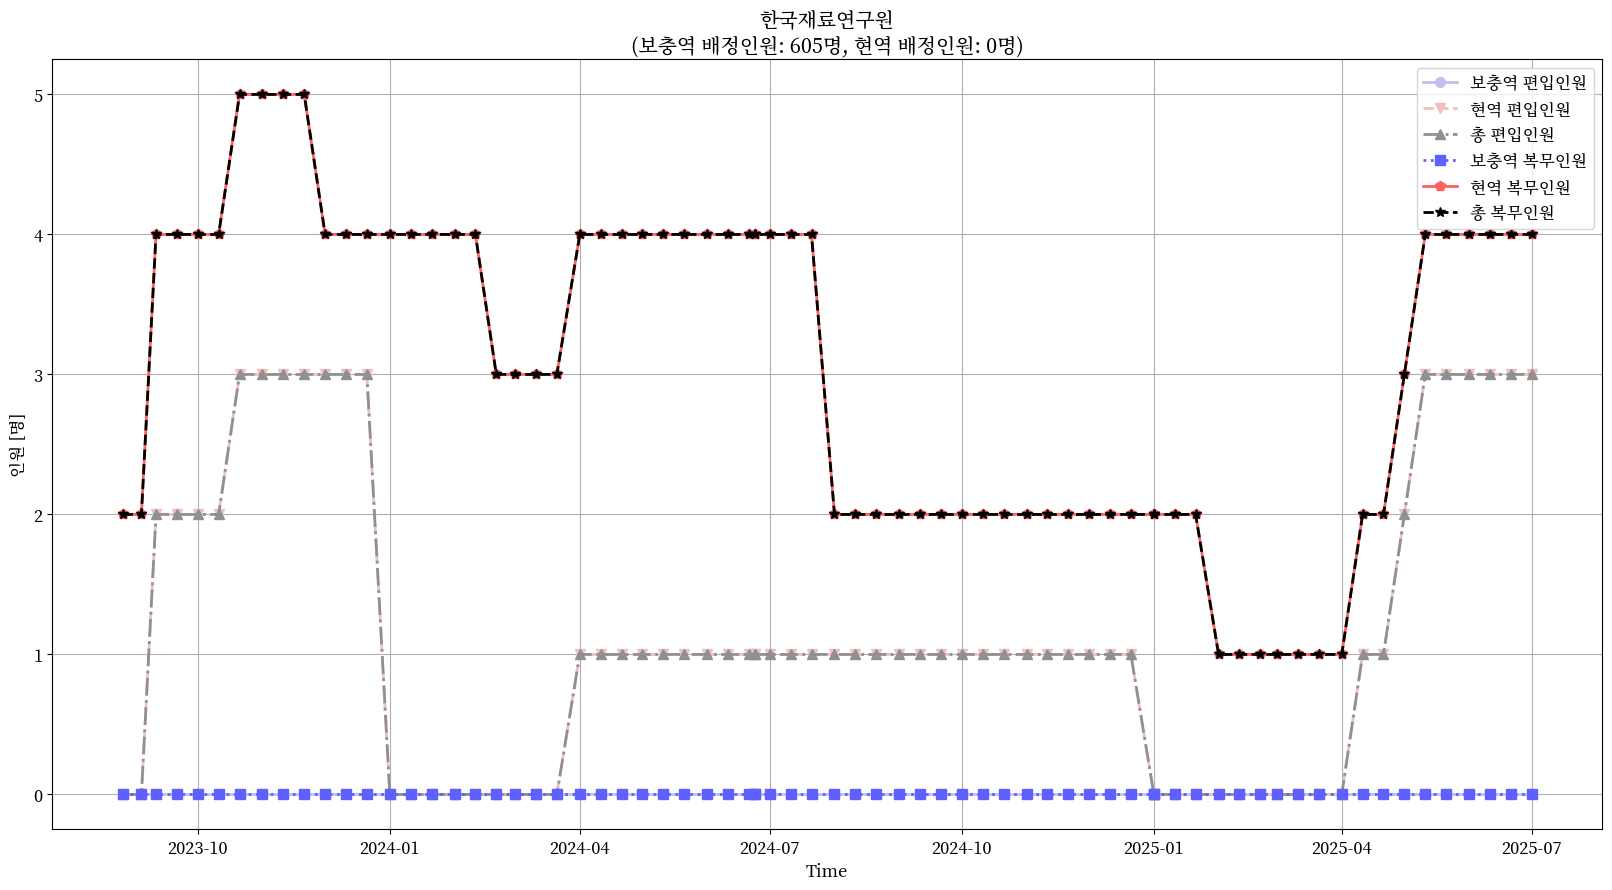 한국재료연구원
(보충역 배정인원: 605명, 현역 배정인원: 0명)
보충역 편입인원
현역 편입인원
총 편입인원
보충역 복무인원
현역 복무인원
총 복무인원
인원 [명]
5
4
3
2
1
0
2023-10
2024-01
2024-04
2024-07
2024-10
2025-01
2025-04
2025-07
Time